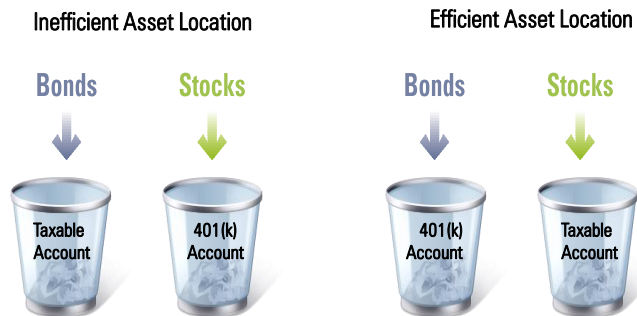 Inefficient Asset Location
Bonds
Stocks
Taxable
Account
401(k)
Account
Efficient Asset Location
Bonds
Stocks
401(k)
Account
Taxable
Account